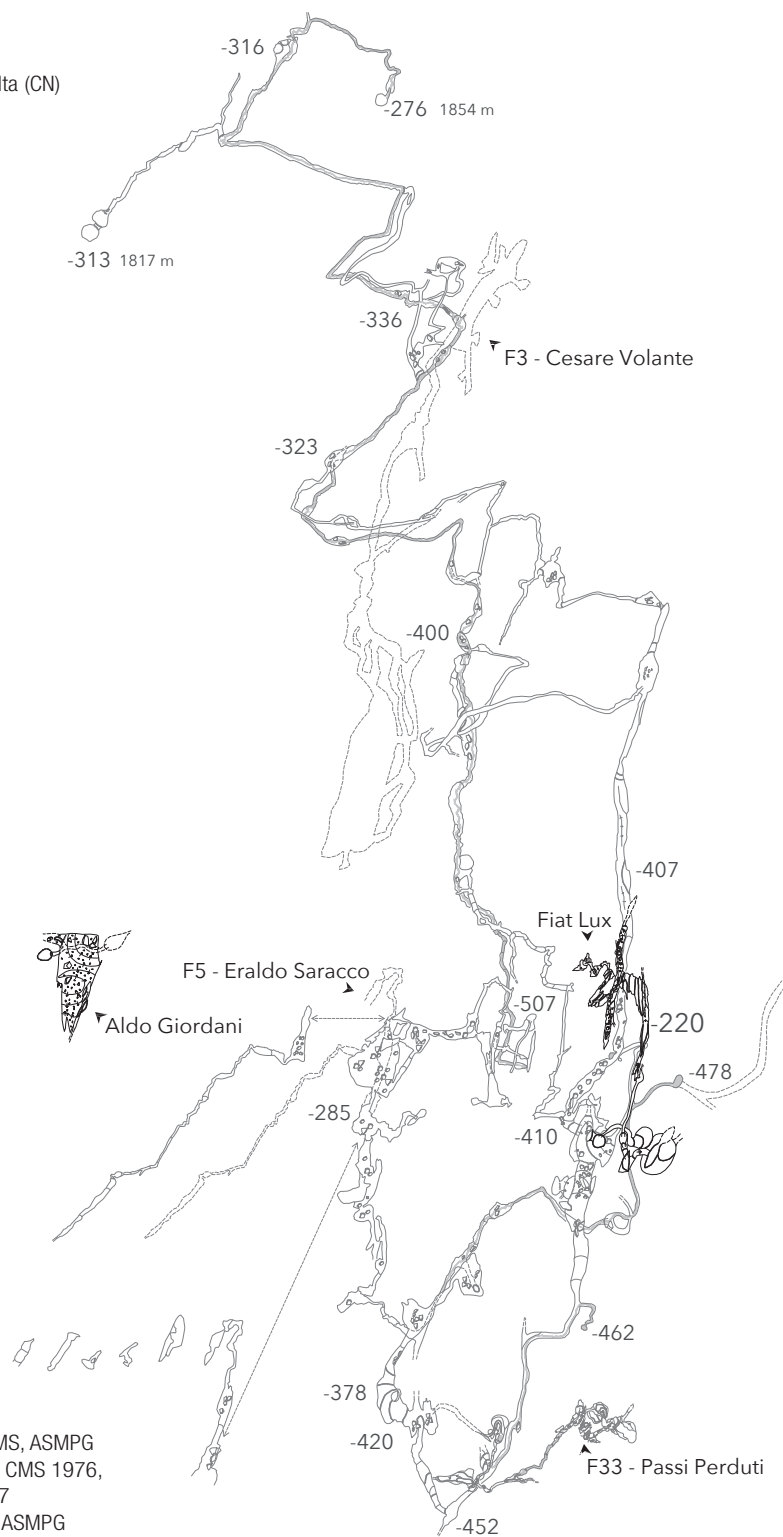 -316
lta (CN)
-276 1854 m
-313 1817 m
-336
F3 - Cesare Volante
-323
-400
-407
Fiat Lux
F5 - Eraldo Saracco
-507
Aldo Giordani
-220
-478
-285
-410
-462
-378
-420
MS, ASMPG
CMS 1976,
F33 - Passi Perduti
7
ASMPG
-452